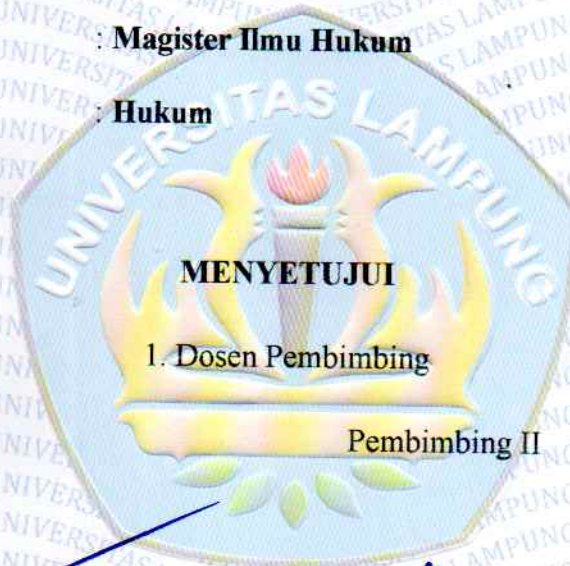 : Magister Ilmu Hukum
: Hukum
UNIVERSITAS LAMPUNG
MENYETUJUI
1. Dosen Pembimbing
Pembimbing II